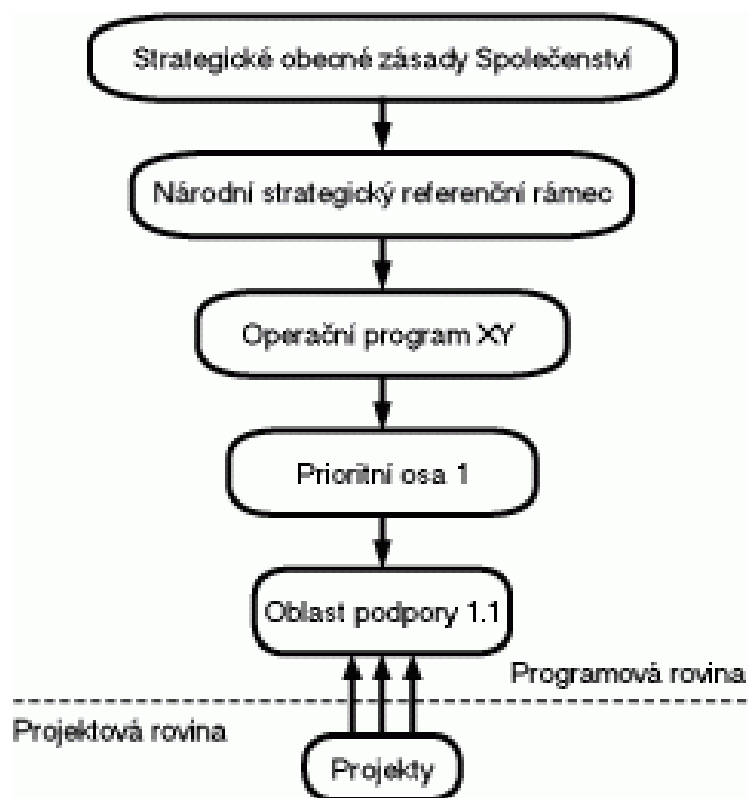 Strategické obecné zásady Společenství
Národní strategický referenční rámec
Operační program XY
Prioritní osa 1
Oblast podpory 1.1
Programová rovina
Projektová rovina
Projekty